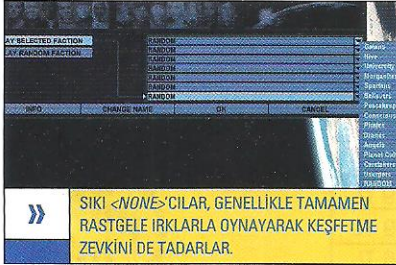 AY SELECTED FACTION
AY RANDOM FACTION
RANDOM
RANDOM
RANDOM
RANDOM
RANDOM
RANDOM
RANDOM
INFO
CHANGE NAME
OK
CANCEL
Gaians
Hive
University
Morganites
Spartans
Believers
Peacekeep
Conscious
Pirates
Drones
Angels
Planet Cult
Caretakers
Usurpers
RANDOM
»
SIKI <NONE>'CILAR, GENELLİKLE TAMAMEN
RASTGELE IRKLARLA OYNAYARAK KEŞFETME
ZEVKİNİ DE TADARLAR.